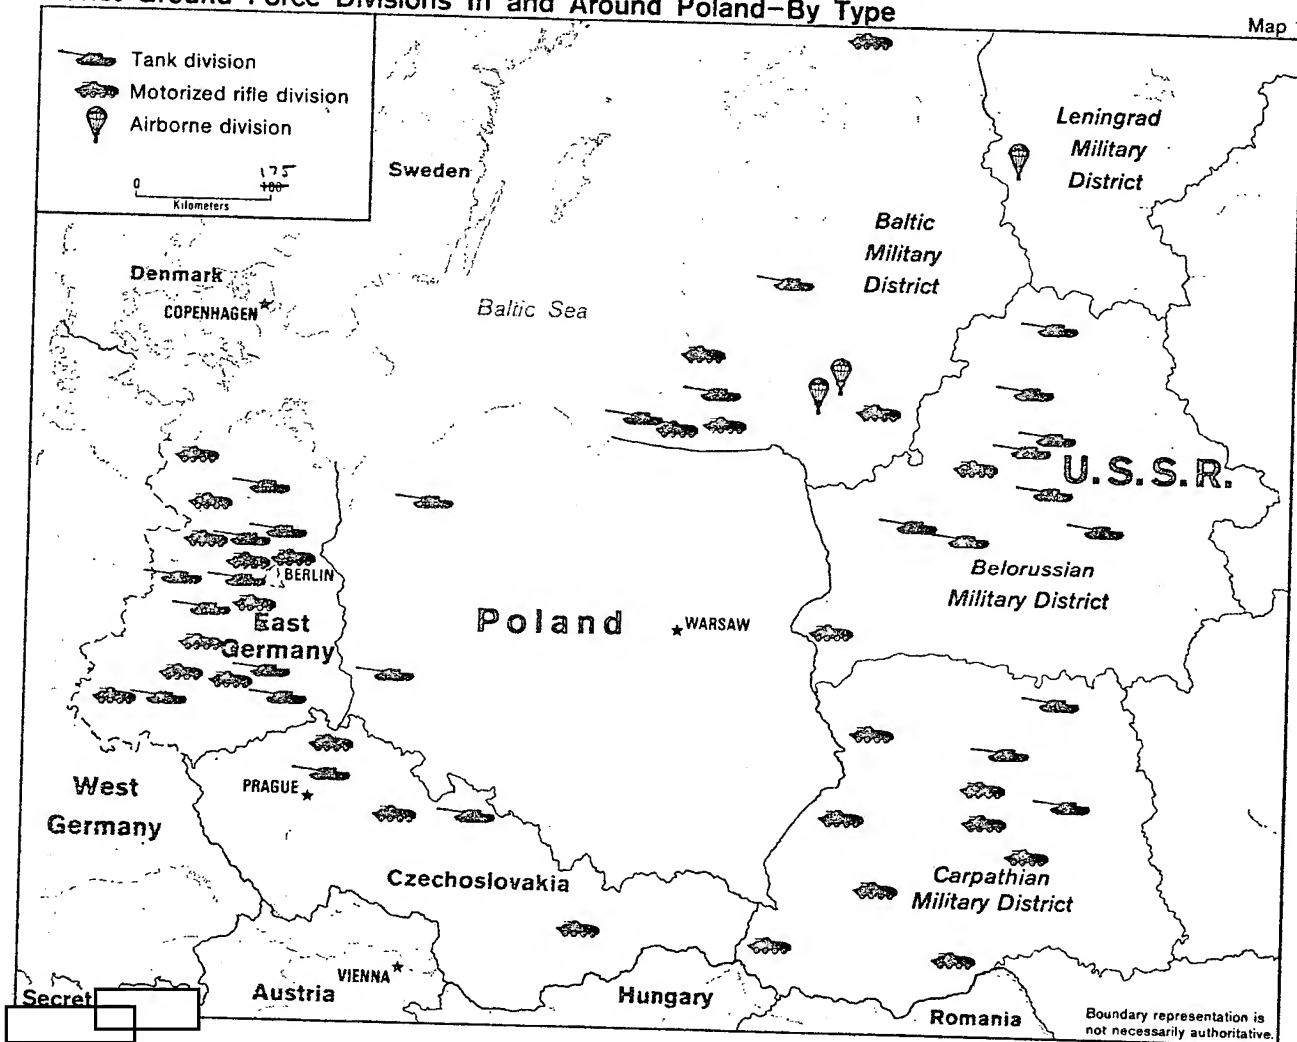 Ground Force Divisions In and Around Poland—By Type
Map
Tank division
Motorized rifle division
Airborne division
175
0 100
Kilometers
Sweden
Leningrad
Military
District
Baltic
Military
District
Denmark
COPENHAGEN
Baltic Sea
U.S.S.R.
BERLIN
Belorussian
Military District
East
Germany
Poland
WARSAW
West
Germany
PRAGUE
Czechoslovakia
Carpathian
Military District
VIENNA
Austria
Hungary
Romania
Secret
Boundary representation is
not necessarily authoritative.